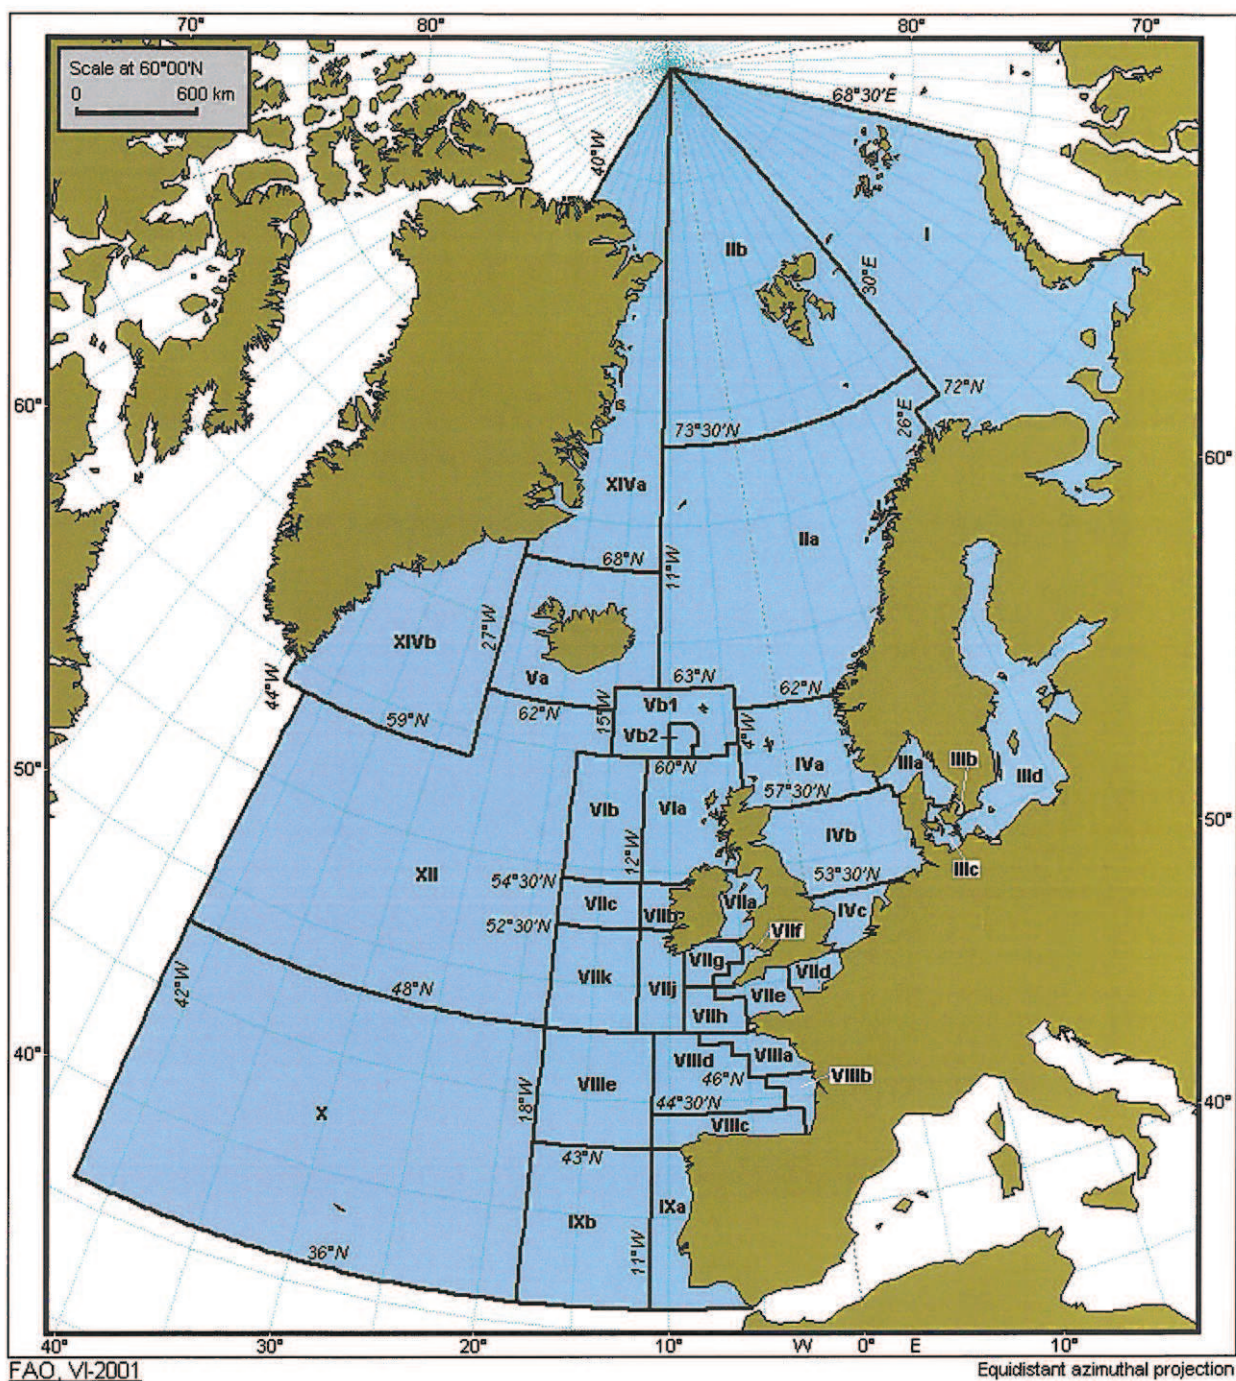 70° 80° 80° 70°
Scale at 60°00'N
0 600 km
68°30'E
40°W
IIb
I
30°E
60°
72°N
26°E
73°30'N
60°
XIVa
IIa
68°N
11°W
27°W
XIVb
44°W
Va
63°N
62°N
15°W
Vb1
59°N
62°N
Vb2
4°W
IVa
IIIa
IIIb
IIId
50°
60°N
57°30'N
VIb
VIa
50°
IVb
12°W
53°30'N
IIIc
XII
54°30'N
VIIc
VIIb
VIIa
IVc
52°30'N
VIIf
VIIg
VIId
VIIk
VIIj
VIIe
42°W
48°N
VIIh
40°
VIIId
VIIIa
VIIIe
46°N
VIIIb
18°W
44°30'N
40°
X
VIIIc
43°N
IXb
IXa
11°W
36°N
40° 30° 20° 10° W 0° E 10°
FAO, VI-2001
Equidistant azimuthal projection